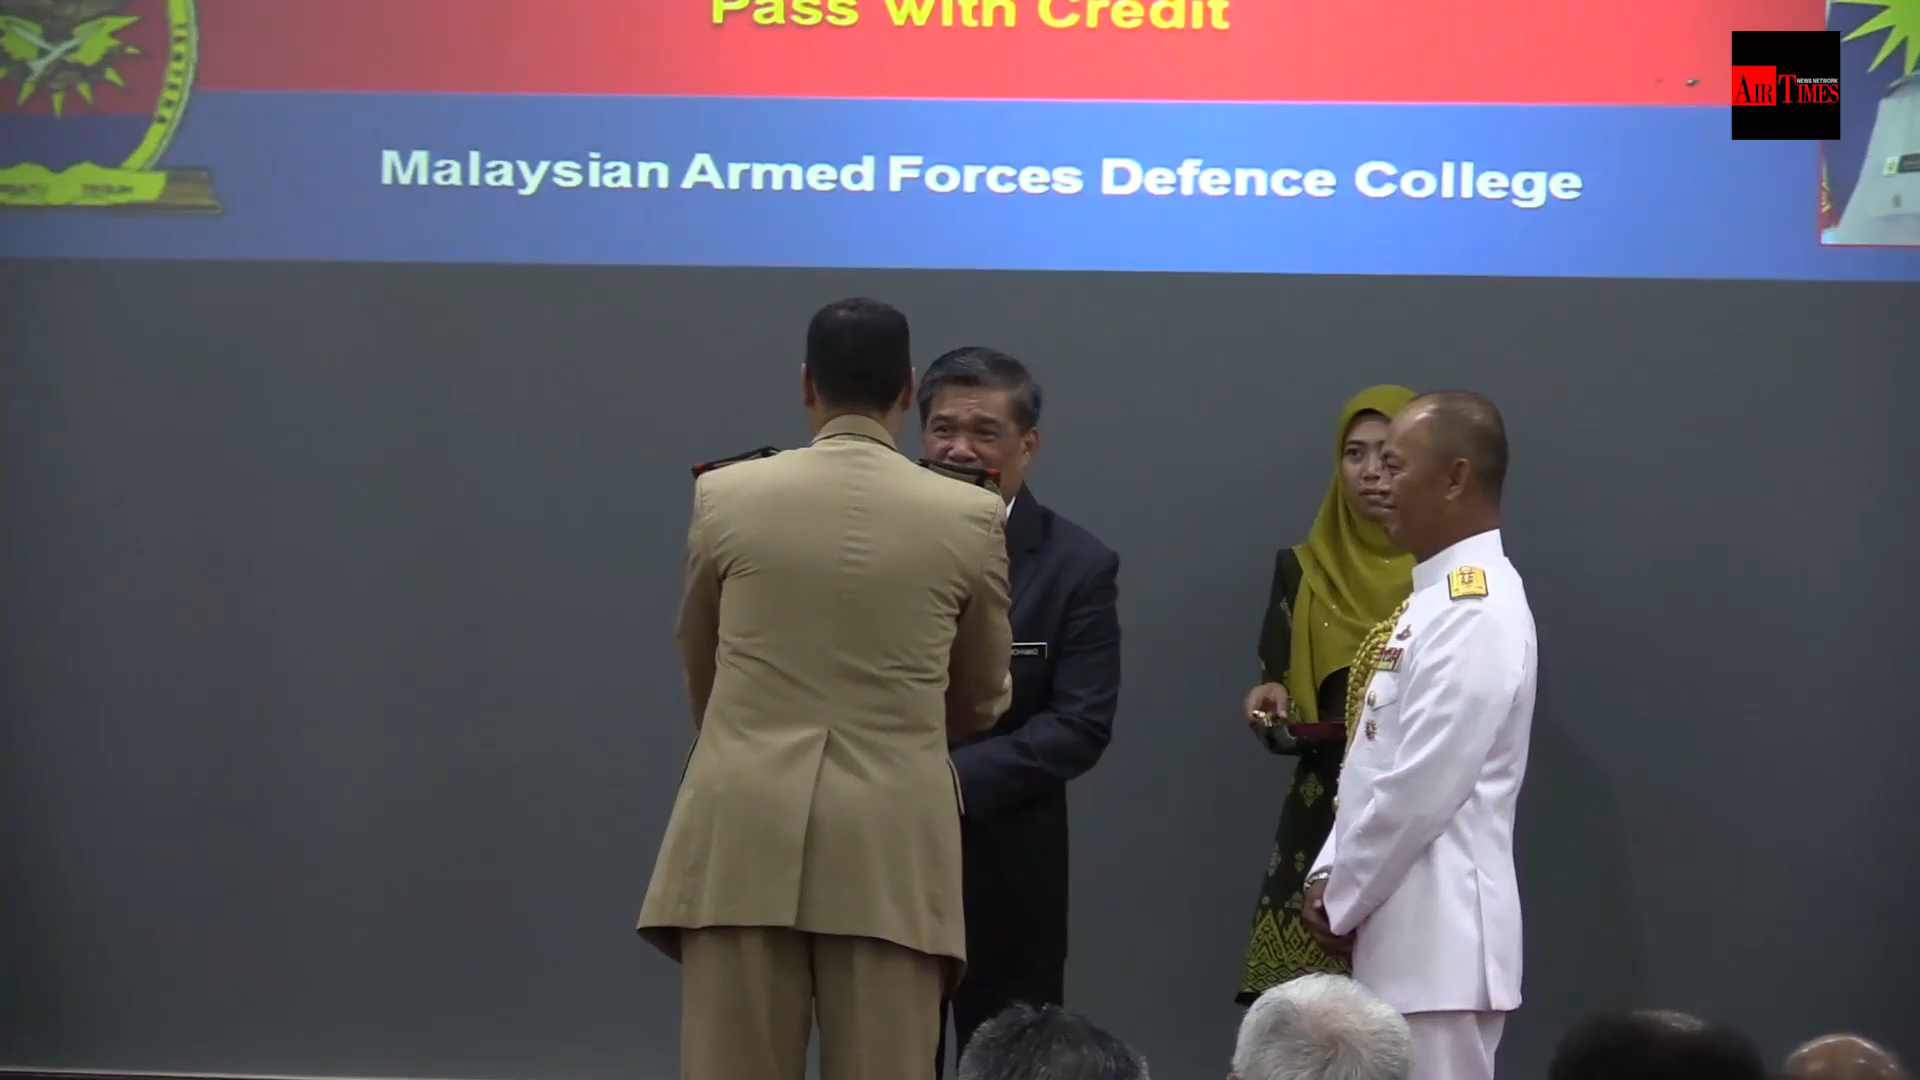 Pass with Credit
Malaysian Armed Forces Defence College
AIR TIMES
NEWS NETWORK